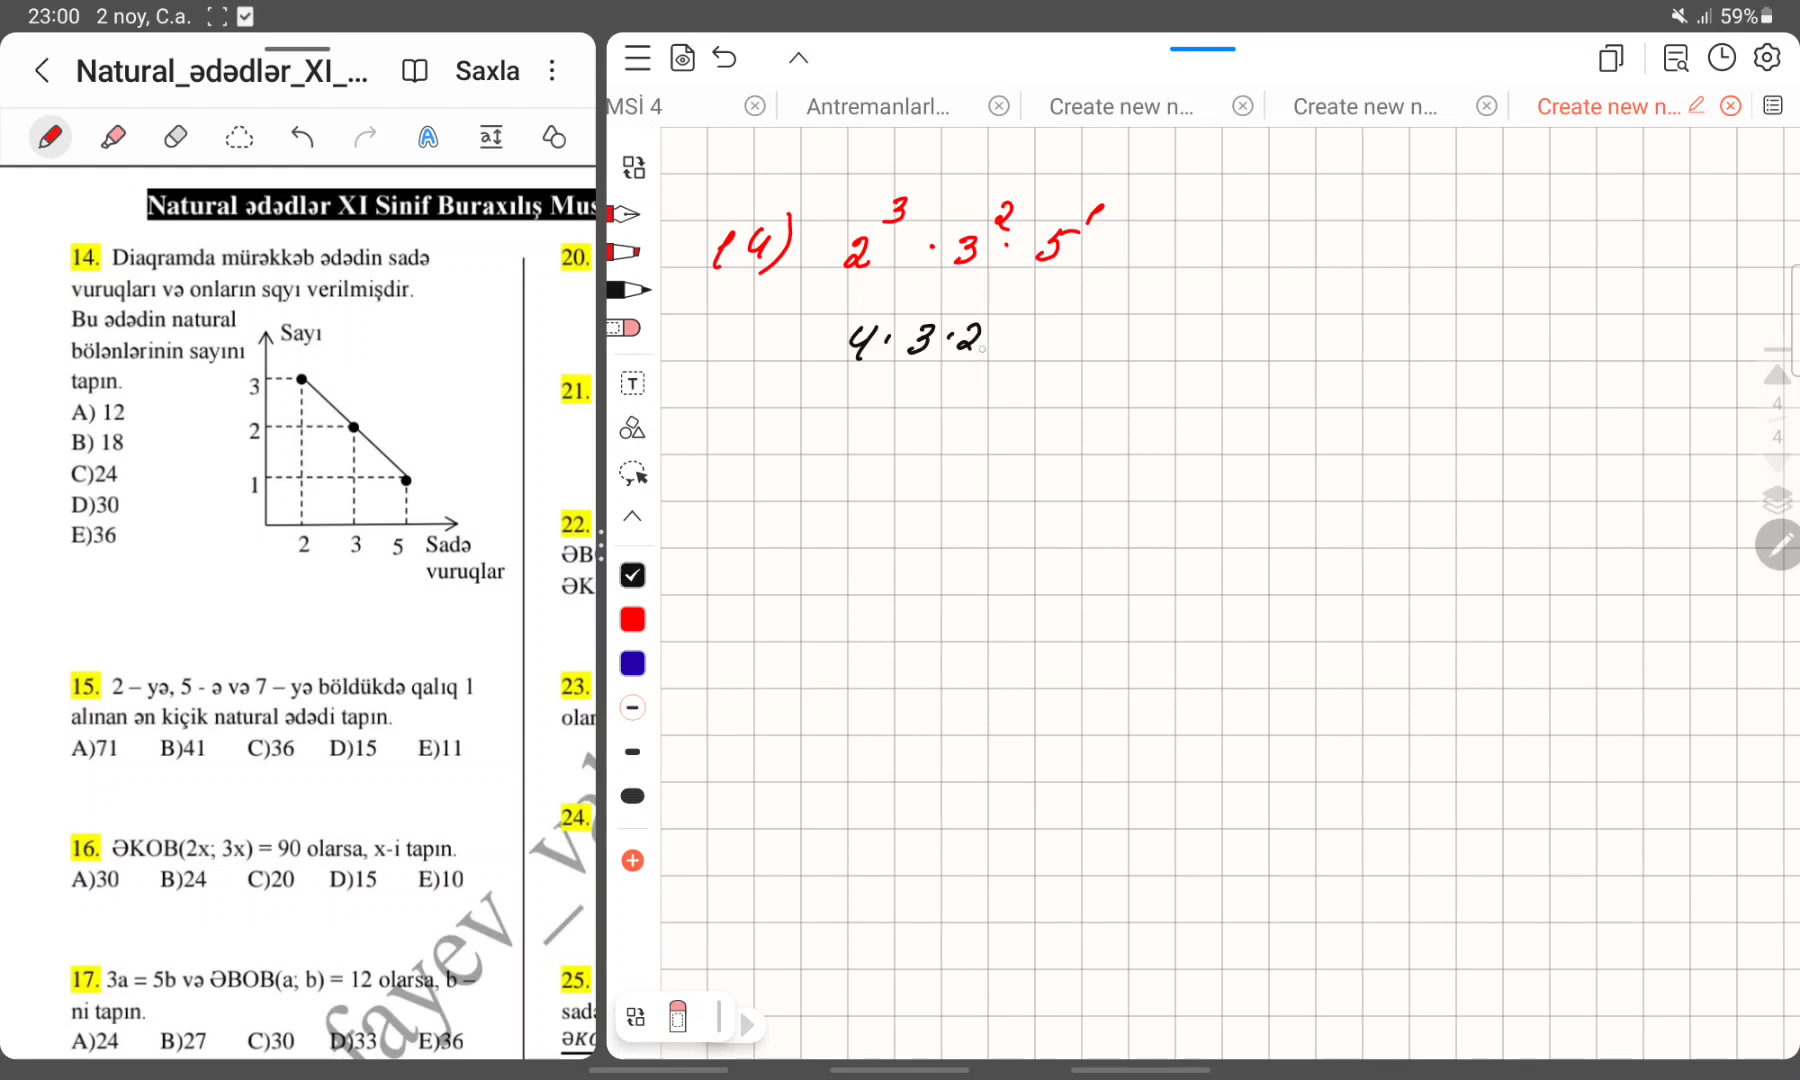 23:00 2 noy, C.a.
59%
Natural_ədədlər_XI_...
Saxla
MSİ 4
Antremanlarl...
Create new n...
Create new n...
Create new n...
Natural ədədlər XI Sinif Buraxılış Mus
14. Diaqramda mürəkkəb ədədin sadə
vuruqları və onların sqyı verilmişdir.
Bu ədədin natural
bölənlərinin sayını
tapın.
A) 12
B) 18
C)24
D)30
E)36
Sayı
3
2
1
2 3 5 Sadə
vuruqlar
15. 2 – yə, 5 - ə və 7 – yə böldükdə qalıq 1
alınan ən kiçik natural ədədi tapın.
A)71 B)41 C)36 D)15 E)11
16. ƏKOB(2x; 3x) = 90 olarsa, x-i tapın.
A)30 B)24 C)20 D)15 E)10
17. 3a = 5b və ƏBOB(a; b) = 12 olarsa, b –
ni tapın.
A)24 B)27 C)30 D)33 E)36
20.
21.
22.
ƏB
ƏK
23.
olar
24.
25.
fayev_
14) 2³ · 3² · 5¹
4 · 3 · 2
T
4
4